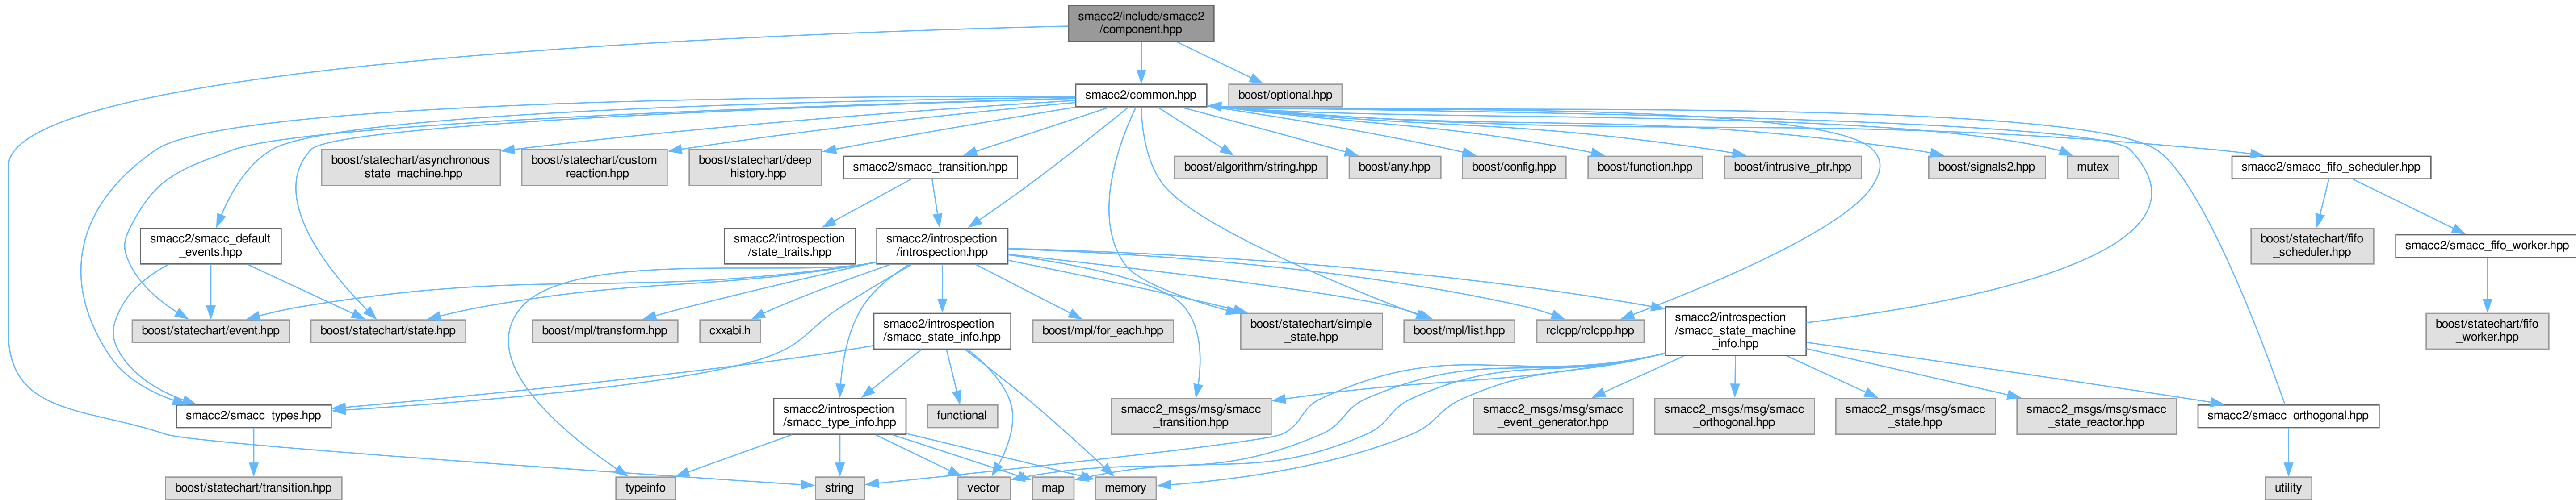 smacc2/include/smacc2
/component.hpp
smacc2/common.hpp
boost/optional.hpp
boost/statechart/asynchronous
_state_machine.hpp
boost/statechart/custom
_reaction.hpp
boost/statechart/deep
_history.hpp
smacc2/smacc_transition.hpp
boost/algorithm/string.hpp
boost/any.hpp
boost/config.hpp
boost/function.hpp
boost/intrusive_ptr.hpp
boost/signals2.hpp
mutex
smacc2/smacc_fifo_scheduler.hpp
smacc2/smacc_default
_events.hpp
smacc2/introspection
/state_traits.hpp
smacc2/introspection
/introspection.hpp
boost/statechart/fifo
_scheduler.hpp
smacc2/smacc_fifo_worker.hpp
boost/statechart/event.hpp
boost/statechart/state.hpp
boost/mpl/transform.hpp
cxxabi.h
smacc2/introspection
/smacc_state_info.hpp
boost/mpl/for_each.hpp
boost/statechart/simple
_state.hpp
boost/mpl/list.hpp
rclcpp/rclcpp.hpp
smacc2/introspection
/smacc_state_machine
_info.hpp
boost/statechart/fifo
_worker.hpp
smacc2/smacc_types.hpp
smacc2/introspection
/smacc_type_info.hpp
functional
smacc2_msgs/msg/smacc
_transition.hpp
smacc2_msgs/msg/smacc
_event_generator.hpp
smacc2_msgs/msg/smacc
_orthogonal.hpp
smacc2_msgs/msg/smacc
_state.hpp
smacc2_msgs/msg/smacc
_state_reactor.hpp
smacc2/smacc_orthogonal.hpp
boost/statechart/transition.hpp
typeinfo
string
vector
map
memory
utility